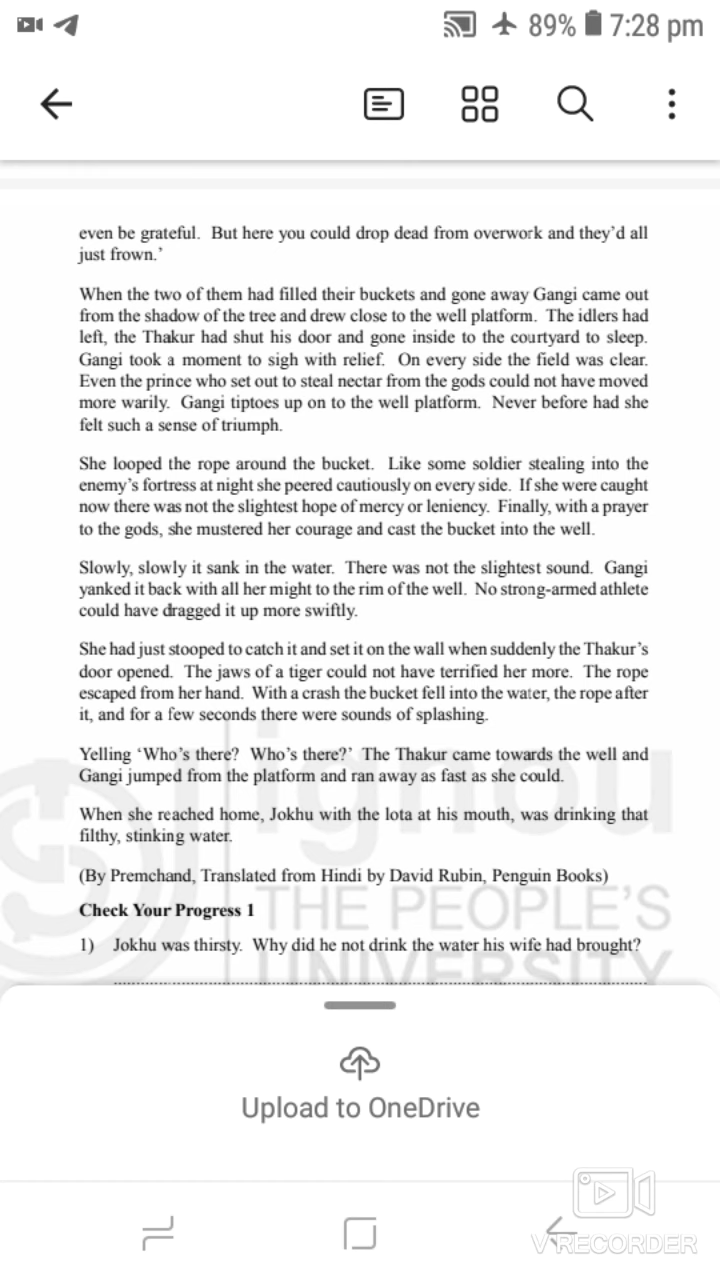 89% 7:28 pm
even be grateful. But here you could drop dead from overwork and they'd all
just frown.'
When the two of them had filled their buckets and gone away Gangi came out
from the shadow of the tree and drew close to the well platform. The idlers had
left, the Thakur had shut his door and gone inside to the courtyard to sleep.
Gangi took a moment to sigh with relief. On every side the field was clear.
Even the prince who set out to steal nectar from the gods could not have moved
more warily. Gangi tiptoes up on to the well platform. Never before had she
felt such a sense of triumph.
She looped the rope around the bucket. Like some soldier stealing into the
enemy's fortress at night she peered cautiously on every side. If she were caught
now there was not the slightest hope of mercy or leniency. Finally, with a prayer
to the gods, she mustered her courage and cast the bucket into the well.
Slowly, slowly it sank in the water. There was not the slightest sound. Gangi
yanked it back with all her might to the rim of the well. No strong-armed athlete
could have dragged it up more swiftly.
She had just stooped to catch it and set it on the wall when suddenly the Thakur's
door opened. The jaws of a tiger could not have terrified her more. The rope
escaped from her hand. With a crash the bucket fell into the water, the rope after
it, and for a few seconds there were sounds of splashing.
Yelling 'Who's there? Who's there?' The Thakur came towards the well and
Gangi jumped from the platform and ran away as fast as she could.
When she reached home, Jokhu with the lota at his mouth, was drinking that
filthy, stinking water.
(By Premchand, Translated from Hindi by David Rubin, Penguin Books)
Check Your Progress 1
1) Jokhu was thirsty. Why did he not drink the water his wife had brought?
ignou
THE PEOPLE'S
UNIVERSITY
Upload to OneDrive
V RECORDER